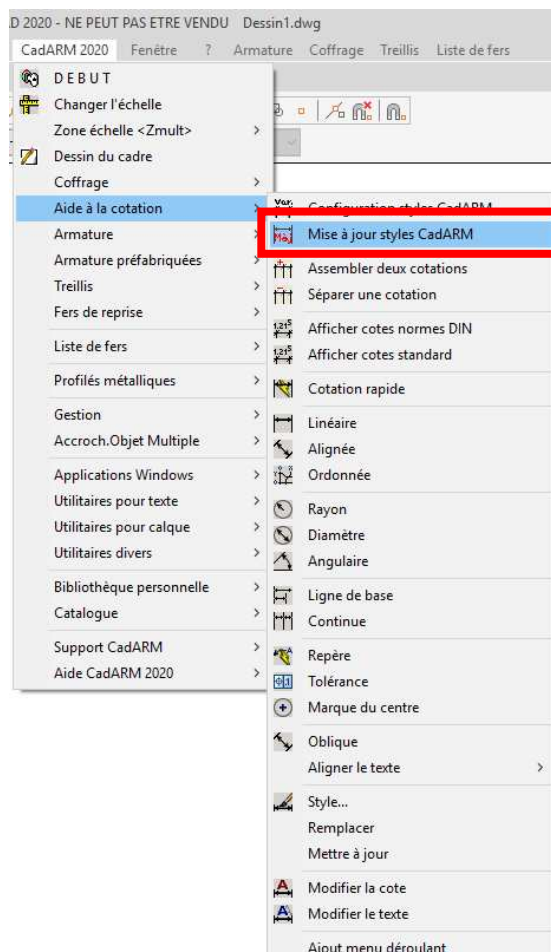 D 2020 - NE PEUT PAS ETRE VENDU Dessin1.dwg
CadARM 2020 Fenêtre ? Armature Coffrage Treillis Liste de fers
D E B U T
Changer l'échelle
Zone échelle <Zmult>
Dessin du cadre
Coffrage
Aide à la cotation
Armature
Armature préfabriquées
Treillis
Fers de reprise
Liste de fers
Profilés métalliques
Gestion
Accroch.Objet Multiple
Applications Windows
Utilitaires pour texte
Utilitaires pour calque
Utilitaires divers
Bibliothèque personnelle
Catalogue
Support CadARM
Aide CadARM 2020
Var. Configuration styles CadARM
Maj Mise à jour styles CadARM
Assembler deux cotations
Séparer une cotation
1.21⁵ Afficher cotes normes DIN
1.21⁵ Afficher cotes standard
Cotation rapide
Linéaire
Alignée
Ordonnée
Rayon
Diamètre
Angulaire
Ligne de base
Continue
Repère
Tolérance
Marque du centre
Oblique
Aligner le texte
Style...
Remplacer
Mettre à jour
Modifier la cote
Modifier le texte
Ajout menu déroulant